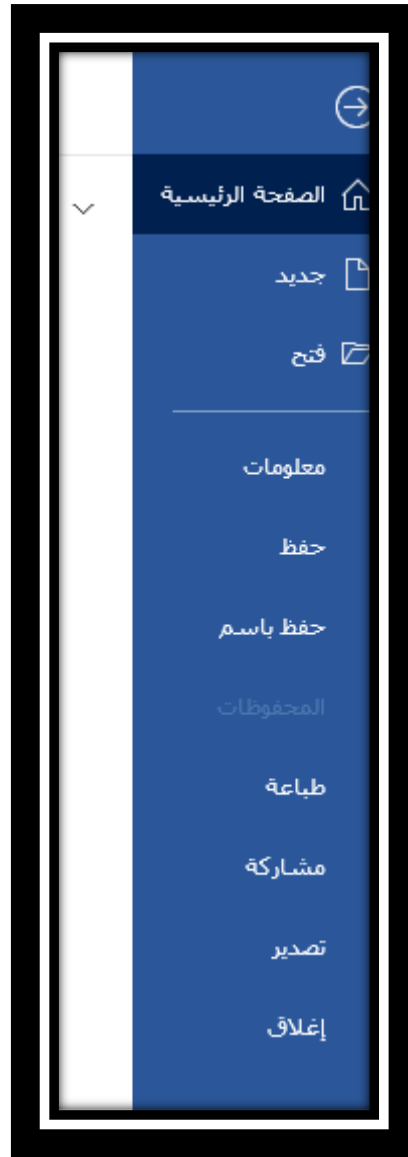 الصفحة الرئيسية
جديد
فتح
معلومات
حفظ
حفظ باسم
المحفوظات
طباعة
مشاركة
تصدير
إغلاق